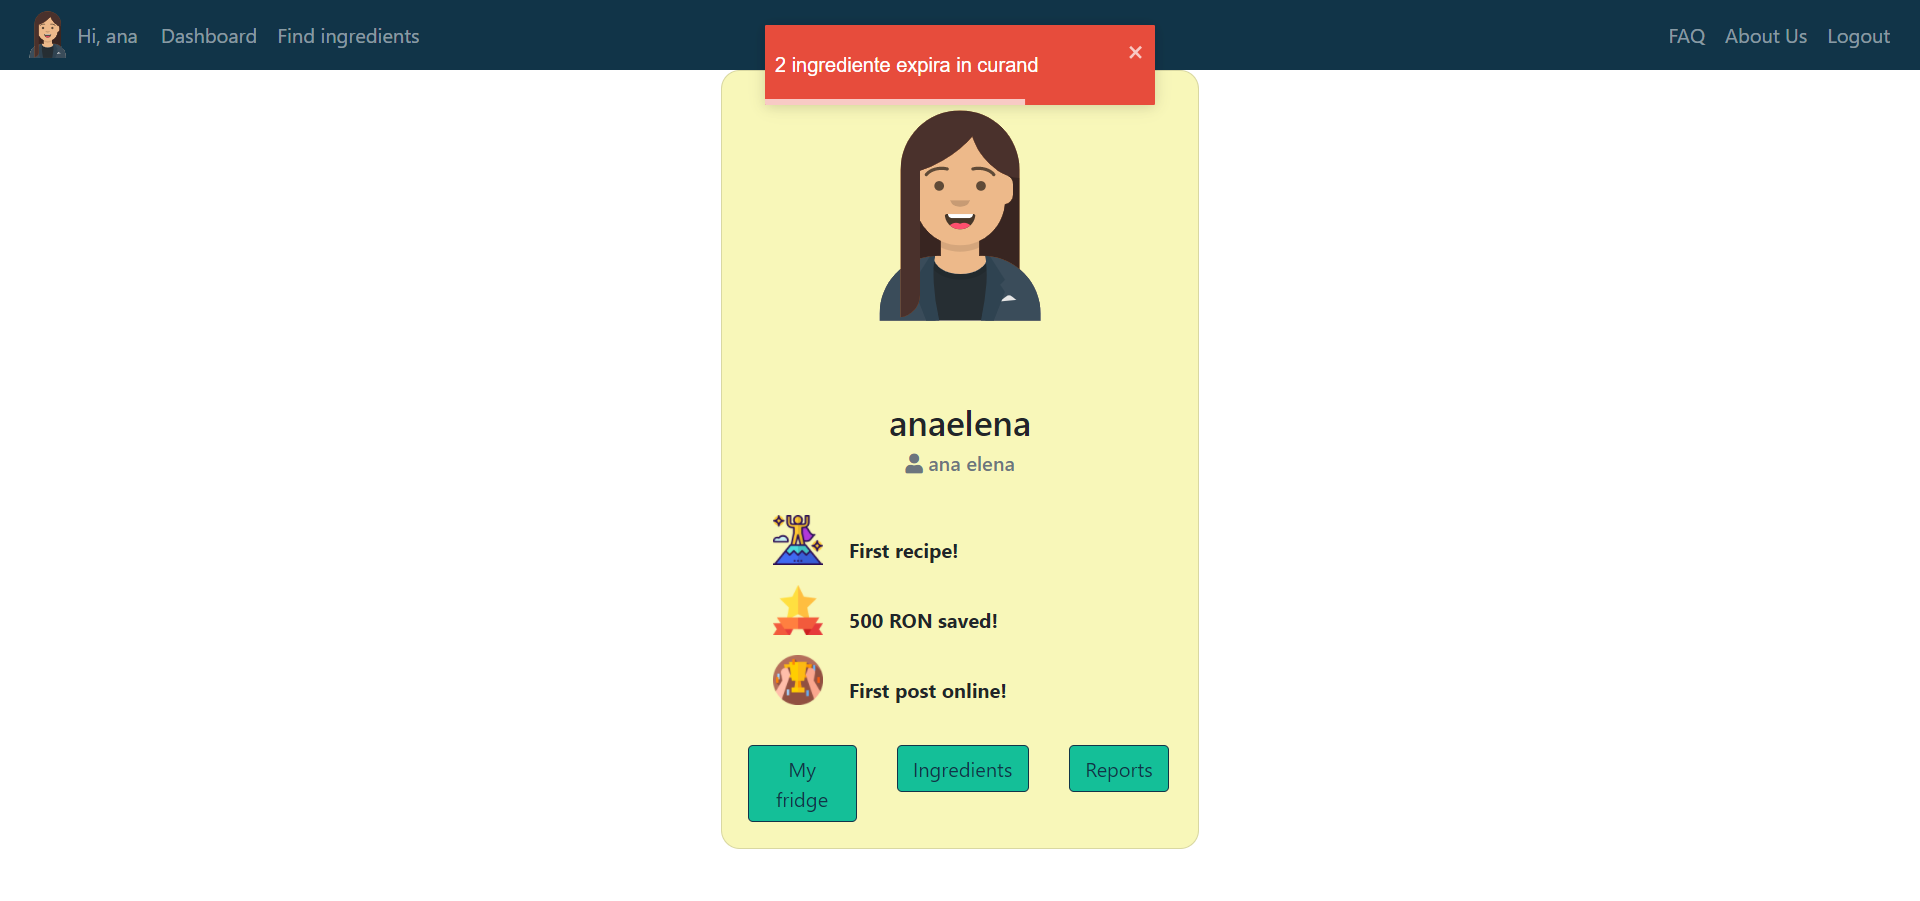 Hi, ana Dashboard Find ingredients FAQ About Us Logout
2 ingrediente expira in curand
anaelena
ana elena
First recipe!
500 RON saved!
First post online!
My fridge Ingredients Reports